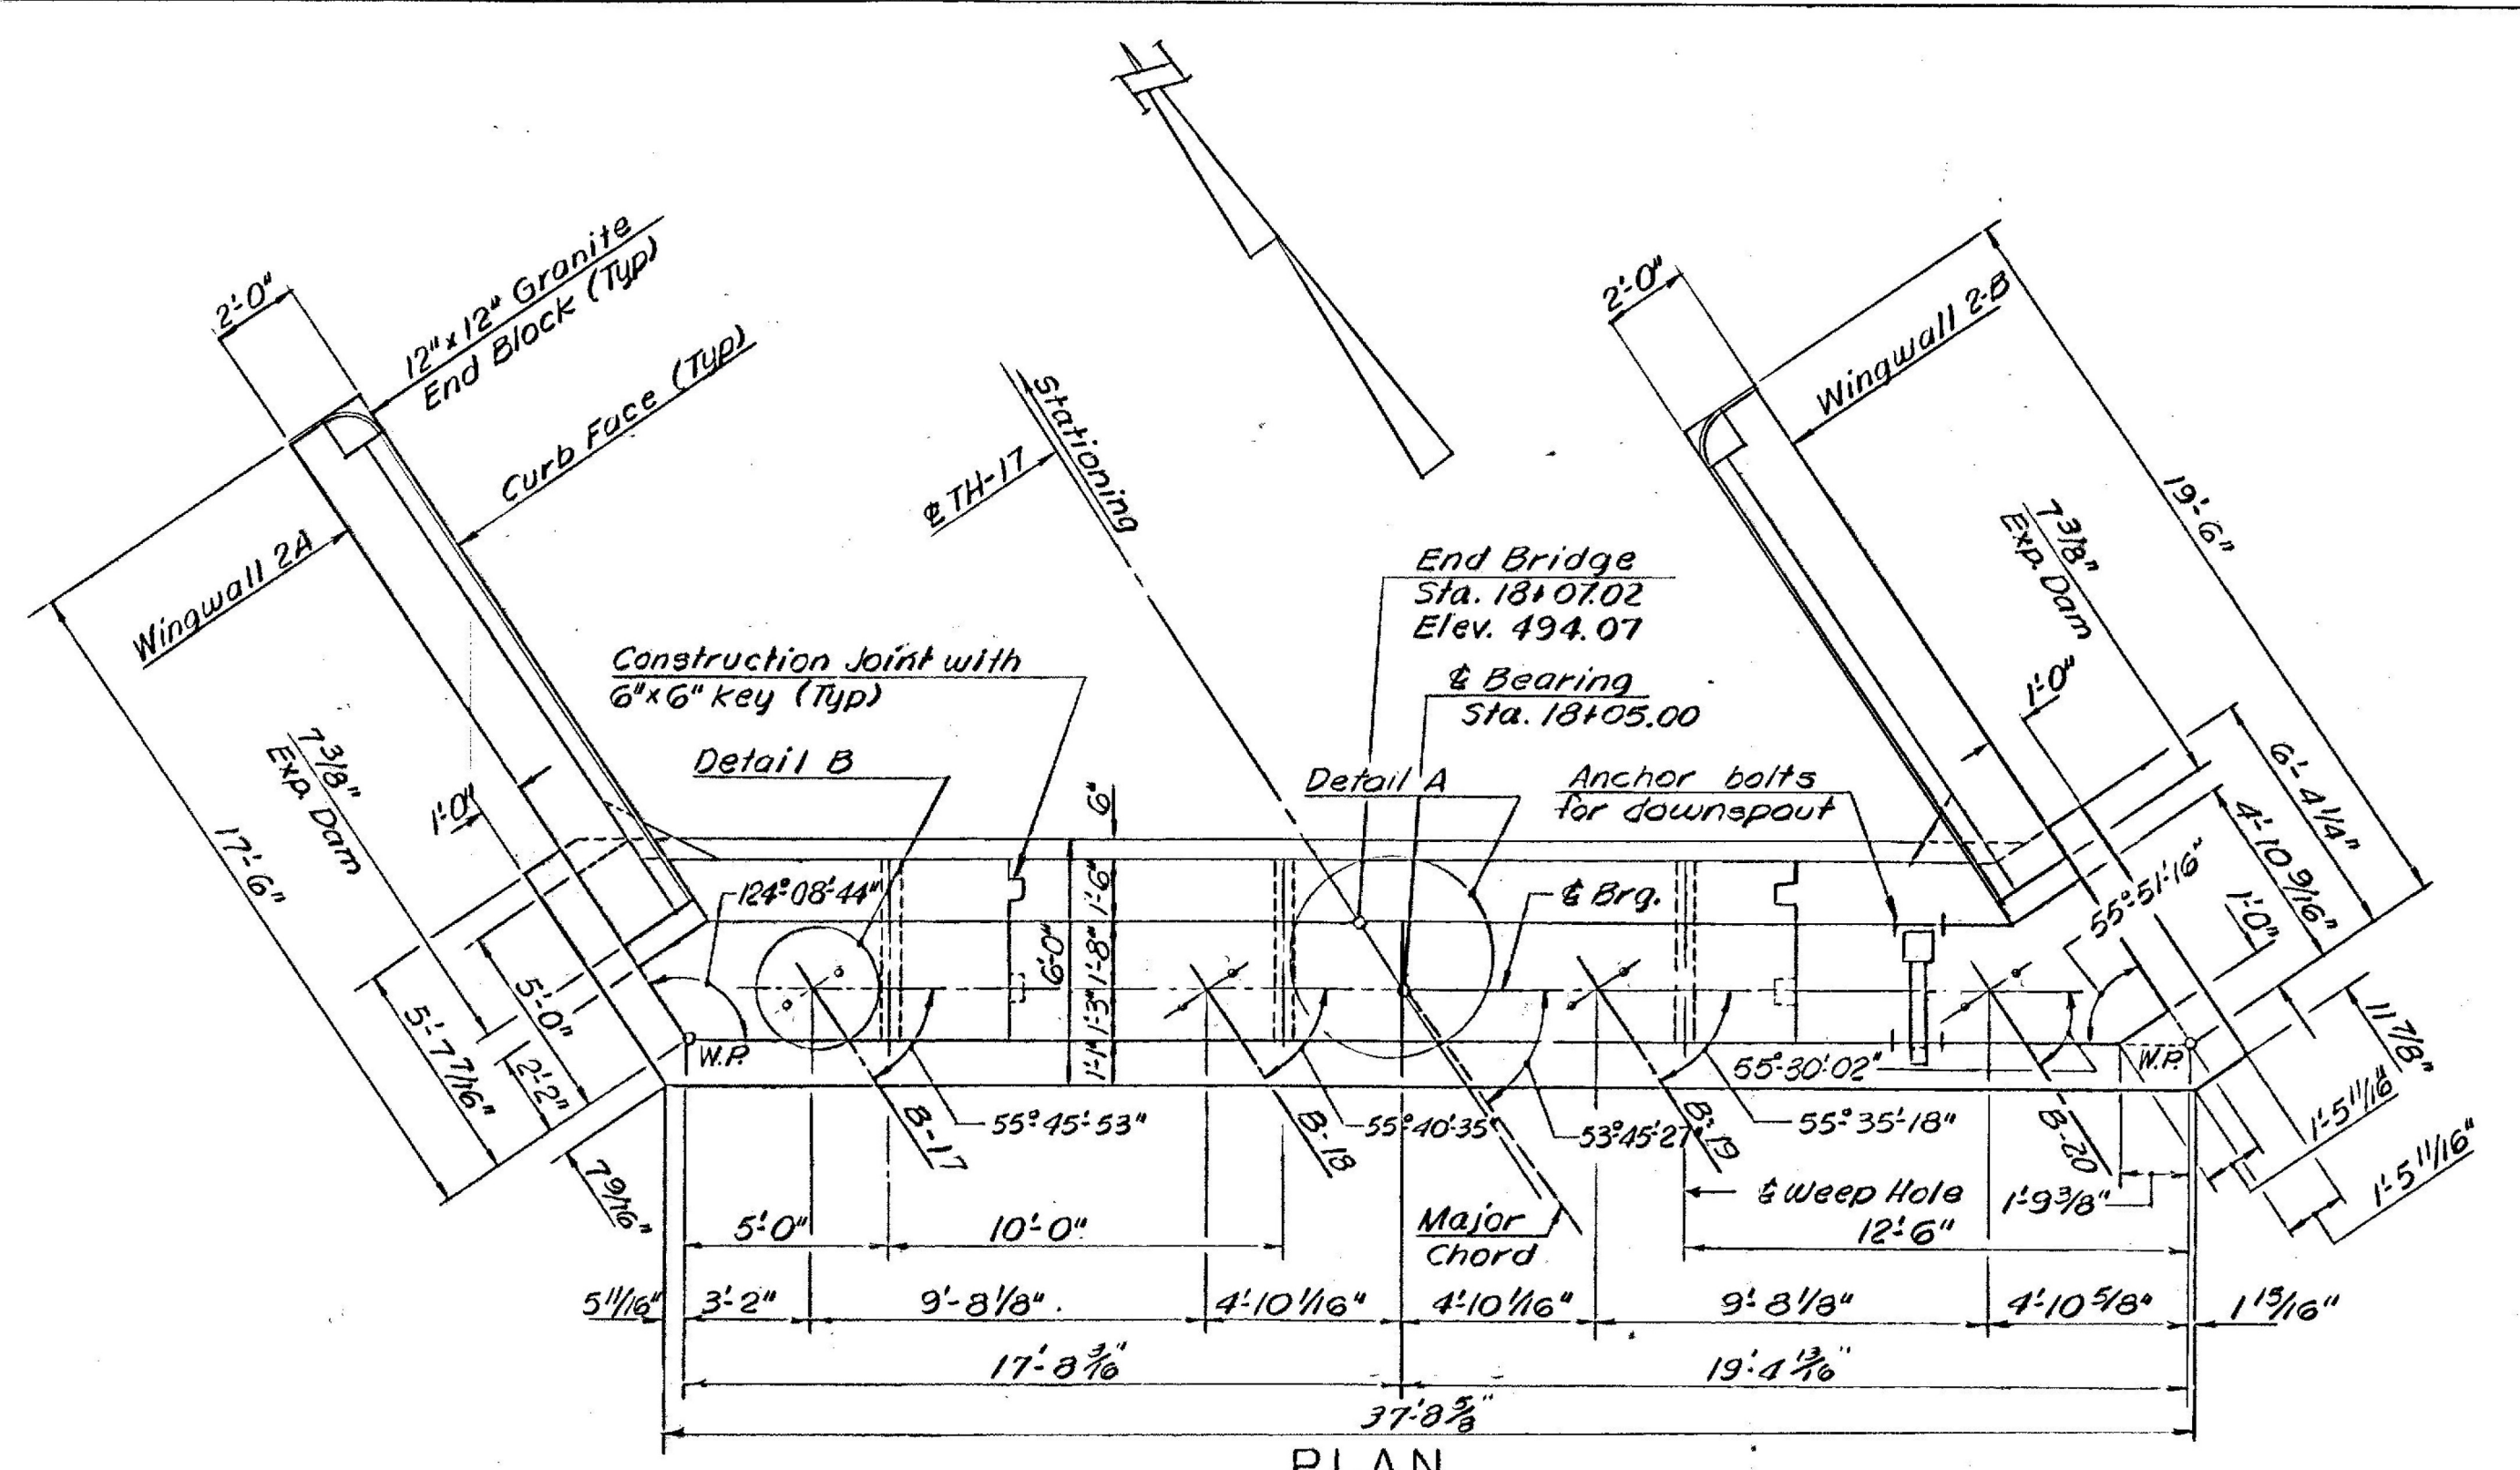 2'-0"
12"x12" Granite
End Block (Typ)
Curb Face (Typ)
Wingwall 2A
17'-6"
7 3/8"
Exp. Dam
1'-0"
5'-0"
5'-7 7/16"
2'-2"
7 9/16"
℄ TH-17
Stationing
Construction Joint with
6"x6" key (Typ)
Detail B
End Bridge
Sta. 18+07.02
Elev. 494.07
℄ Bearing
Sta. 18+05.00
Detail A
Anchor bolts
for downspout
2'-0"
Wingwall 2-B
19'-6"
7 3/8"
Exp. Dam
1'-0"
6'-4 1/4"
4'-10 9/16"
1'-0"
11 7/8"
1'-5 11/16"
1'-5 11/16"
6"
1'-6"
1'-8"
1'-3"
1'-1"
6'-0"
124°-08'-44"
℄ Brg.
55°-51'-16"
W.P.
W.P.
55°-30'-02"
B-17
55°-45'-53"
B-18
55°-40'-35"
53°-45'-27"
B-19
55°-35'-18"
B-20
℄ Weep Hole
1'-9 3/8"
Major
Chord
5'-0"
10'-0"
12'-6"
5 11/16"
3'-2"
9'-8 1/8"
4'-10 1/16"
4'-10 1/16"
9'-8 1/8"
4'-10 5/8"
1 15/16"
17'-8 3/16"
19'-4 13/16"
37'-8 5/8"
PLAN